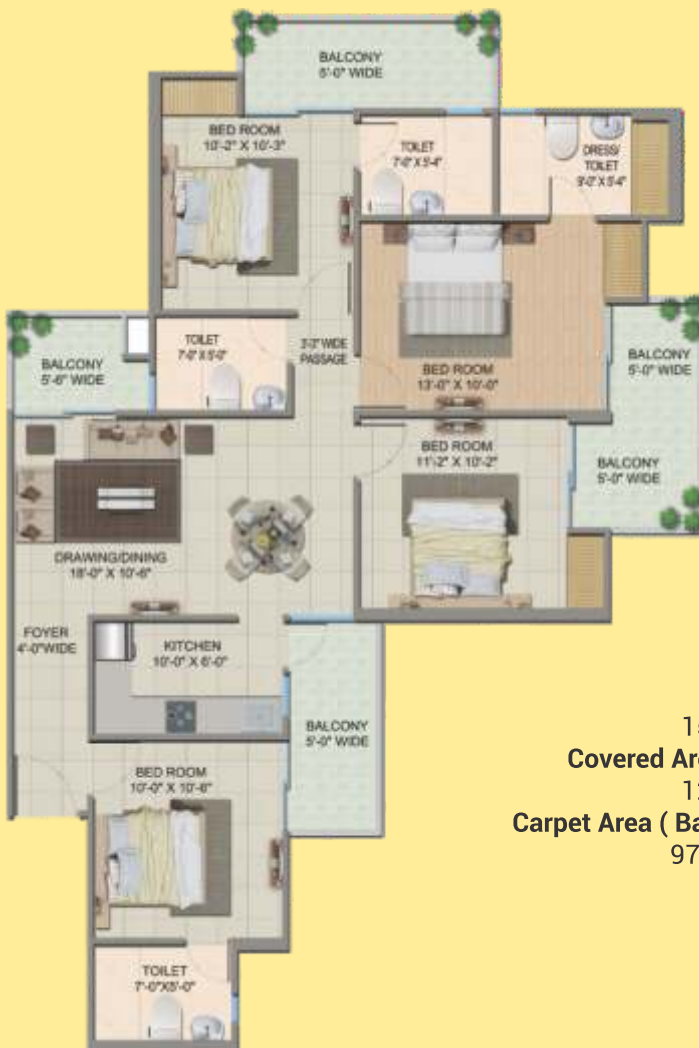 BALCONY
5'-0" WIDE
BED ROOM
10'-2" X 10'-3"
TOILET
7'-0" X 5'-4"
DRESS/
TOILET
9'-0" X 5'-4"
BALCONY
5'-6" WIDE
TOILET
7'-0" X 5'-0"
3'-3" WIDE
PASSAGE
BED ROOM
13'-0" X 10'-0"
BALCONY
5'-0" WIDE
BED ROOM
11'-2" X 10'-2"
BALCONY
5'-0" WIDE
DRAWING/DINING
18'-0" X 10'-6"
FOYER
4'-0"WIDE
KITCHEN
10'-0" X 6'-0"
BALCONY
5'-0" WIDE
BED ROOM
10'-0" X 10'-6"
TOILET
7'-0"X5'-0"
Covered
Carpet Area (
97